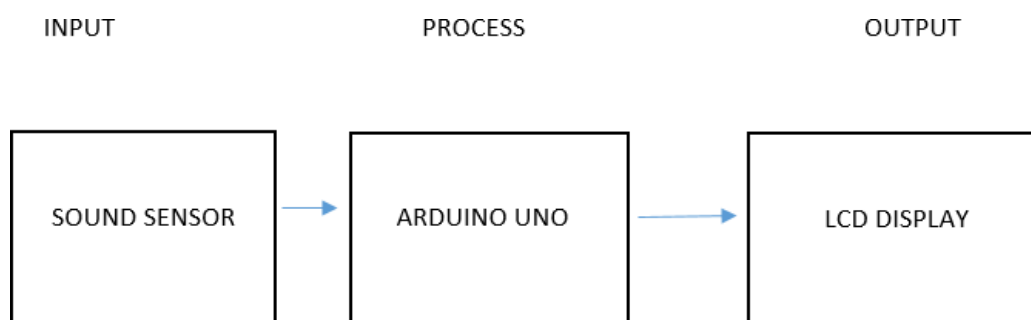 INPUT PROCESS OUTPUT
SOUND SENSOR ARDUINO UNO LCD DISPLAY